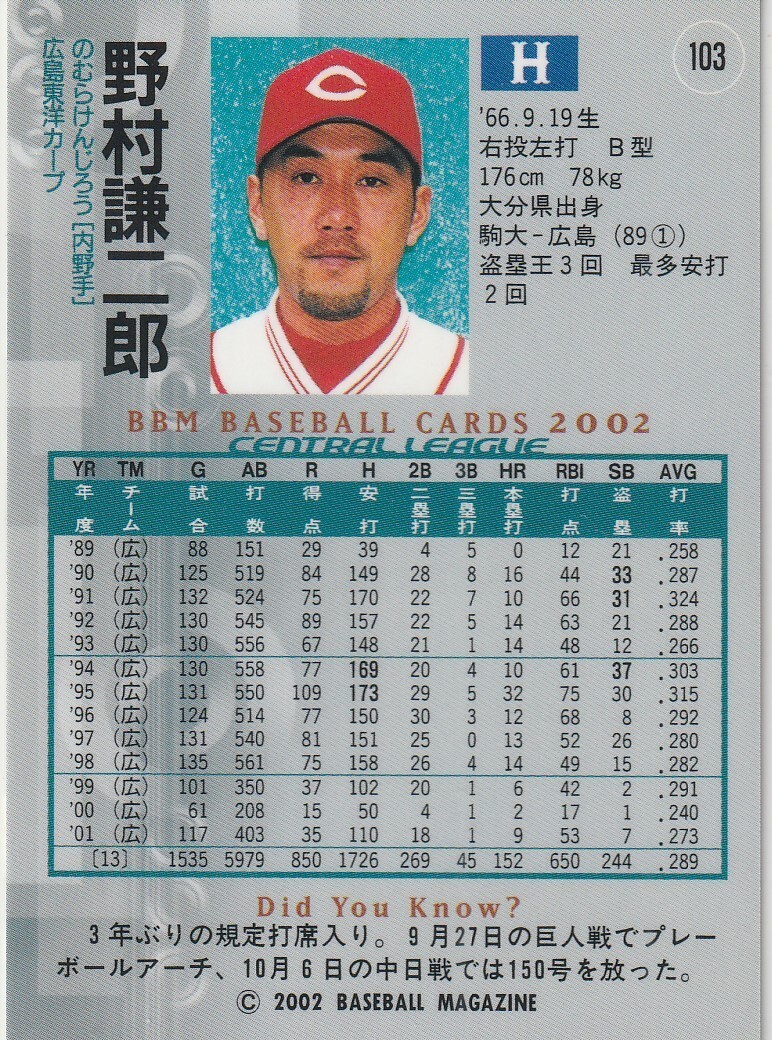 103
H
野村謙二郎
のむらけんじろう［内野手］
広島東洋カープ
C
'66.9.19生
右投左打　B型
176cm　78kg
大分県出身
駒大－広島（89①）
盗塁王3回　最多安打
2回
BBM BASEBALL CARDS 2002
CENTRAL LEAGUE
YR TM G AB R H 2B 3B HR RBI SB AVG
年度 チーム 試合 打数 得点 安打 二塁打 三塁打 本塁打 打点 盗塁 打率
'89 (広) 88 151 29 39 4 5 0 12 21 .258
'90 (広) 125 519 84 149 28 8 16 44 33 .287
'91 (広) 132 524 75 170 22 7 10 66 31 .324
'92 (広) 130 545 89 157 22 5 14 63 21 .288
'93 (広) 130 556 67 148 21 1 14 48 12 .266
'94 (広) 130 558 77 169 20 4 10 61 37 .303
'95 (広) 131 550 109 173 29 5 32 75 30 .315
'96 (広) 124 514 77 150 30 3 12 68 8 .292
'97 (広) 131 540 81 151 25 0 13 52 26 .280
'98 (広) 135 561 75 158 26 4 14 49 15 .282
'99 (広) 101 350 37 102 20 1 6 42 2 .291
'00 (広) 61 208 15 50 4 1 2 17 1 .240
'01 (広) 117 403 35 110 18 1 9 53 7 .273
〔13〕 1535 5979 850 1726 269 45 152 650 244 .289
Did You Know?
3年ぶりの規定打席入り。9月27日の巨人戦でプレー
ボールアーチ、10月6日の中日戦では150号を放った。
© 2002 BASEBALL MAGAZINE